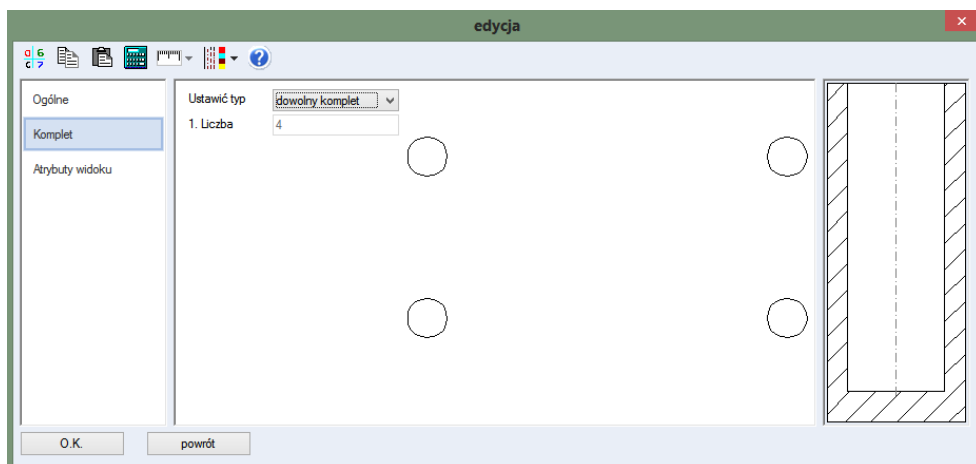 edycja
Ogólne
Komplet
Atrybuty widoku
Ustawić typ dowolny komplet
1. Liczba 4
O.K. powrót